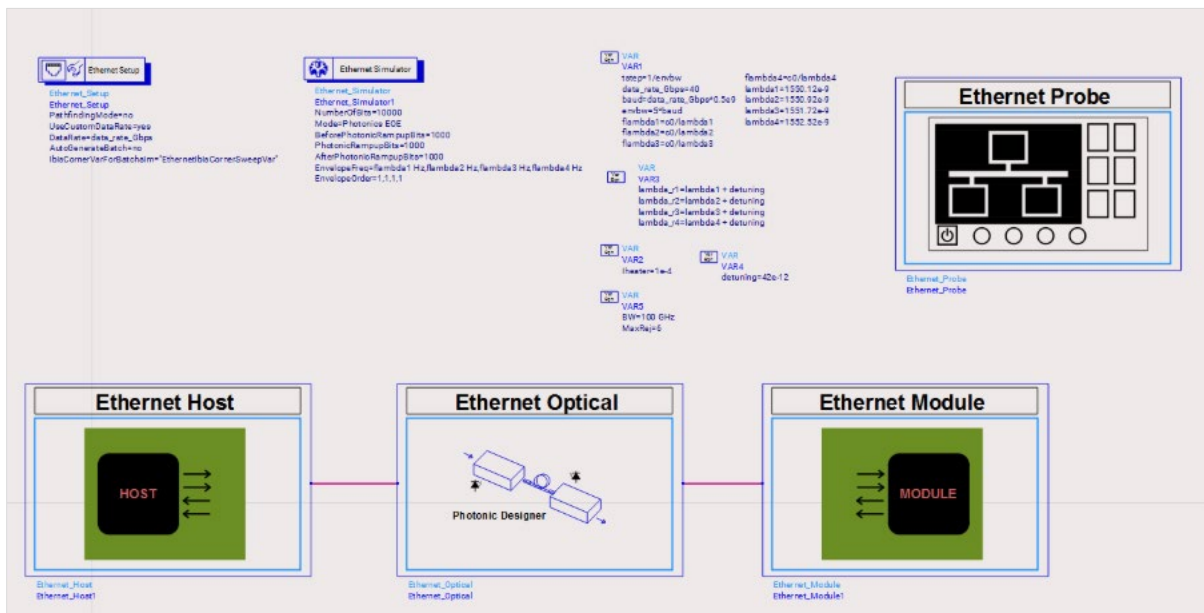 Ethernet Setup
Ethernet_Setup
Ethernet_Setup
PathfindingMode=no
UseCustomDataRate=yes
DataRate=data_rate_Gbps
AutoGenerateBatch=no
IbisCornerVarForBatchsim="EthernetIbisCornerSweepVar"
Ethernet Simulator
Ethernet_Simulator
Ethernet_Simulator1
NumberOfBits=10000
Mode=Photonics EOE
BeforePhotonicRampupBits=1000
PhotonicRampupBits=1000
AfterPhotonicRampupBits=1000
EnvelopeFreq=flambda1 Hz,flambda2 Hz,flambda3 Hz,flambda4 Hz
EnvelopeOrder=1,1,1,1
VAR
VAR1
tstep=1/envbw
data_rate_Gbps=40
baud=data_rate_Gbps*0.5e9
envbw=5*baud
flambda1=c0/lambda1
flambda2=c0/lambda2
flambda3=c0/lambda3
flambda4=c0/lambda4
lambda1=1550.12e-9
lambda2=1550.92e-9
lambda3=1551.72e-9
lambda4=1552.52e-9
VAR
VAR3
lambda_r1=lambda1 + detuning
lambda_r2=lambda2 + detuning
lambda_r3=lambda3 + detuning
lambda_r4=lambda4 + detuning
VAR
VAR2
Iheater=1e-4
VAR
VAR4
detuning=42e-12
VAR
VAR5
BW=100 GHz
MaxRej=6
Ethernet Probe
Ethernet_Probe
Ethernet_Probe
Ethernet Host
HOST
Ethernet_Host
Ethernet_Host1
Ethernet Optical
Photonic Designer
Ethernet_Optical
Ethernet_Optical
Ethernet Module
MODULE
Ethernet_Module
Ethernet_Module1